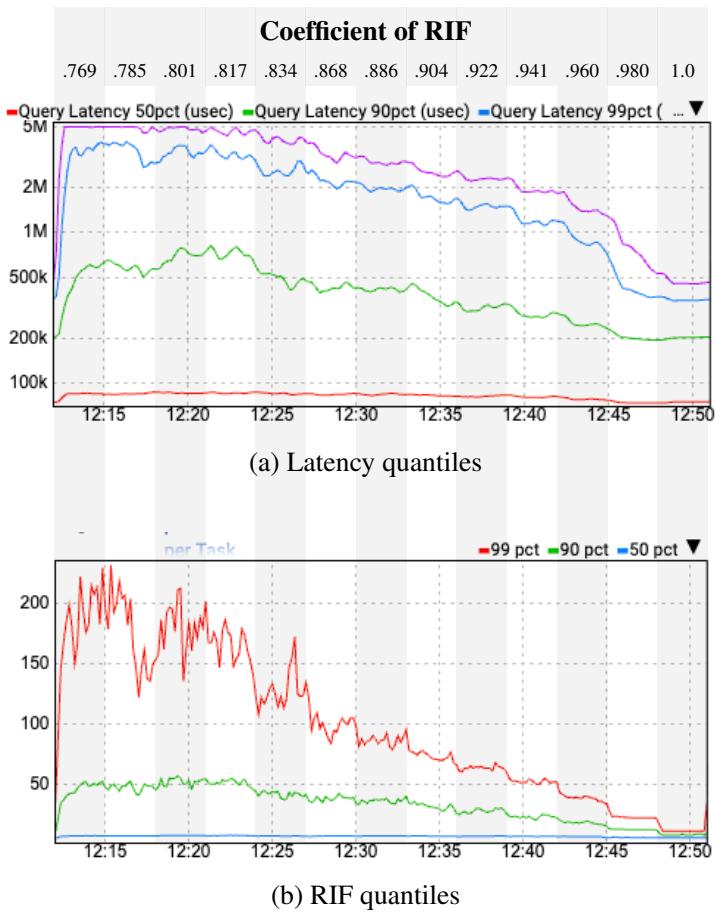 Coefficient of RIF
.769 .785 .801 .817 .834 .868 .886 .904 .922 .941 .960 .980 1.0
Query Latency 50pct (usec) Query Latency 90pct (usec) Query Latency 99pct ( ... ▼
5M
2M
1M
500k
200k
100k
12:15 12:20 12:25 12:30 12:35 12:40 12:45 12:50
(a) Latency quantiles
per Task
99 pct 90 pct 50 pct ▼
200
150
100
50
12:15 12:20 12:25 12:30 12:35 12:40 12:45 12:50
(b) RIF quantiles